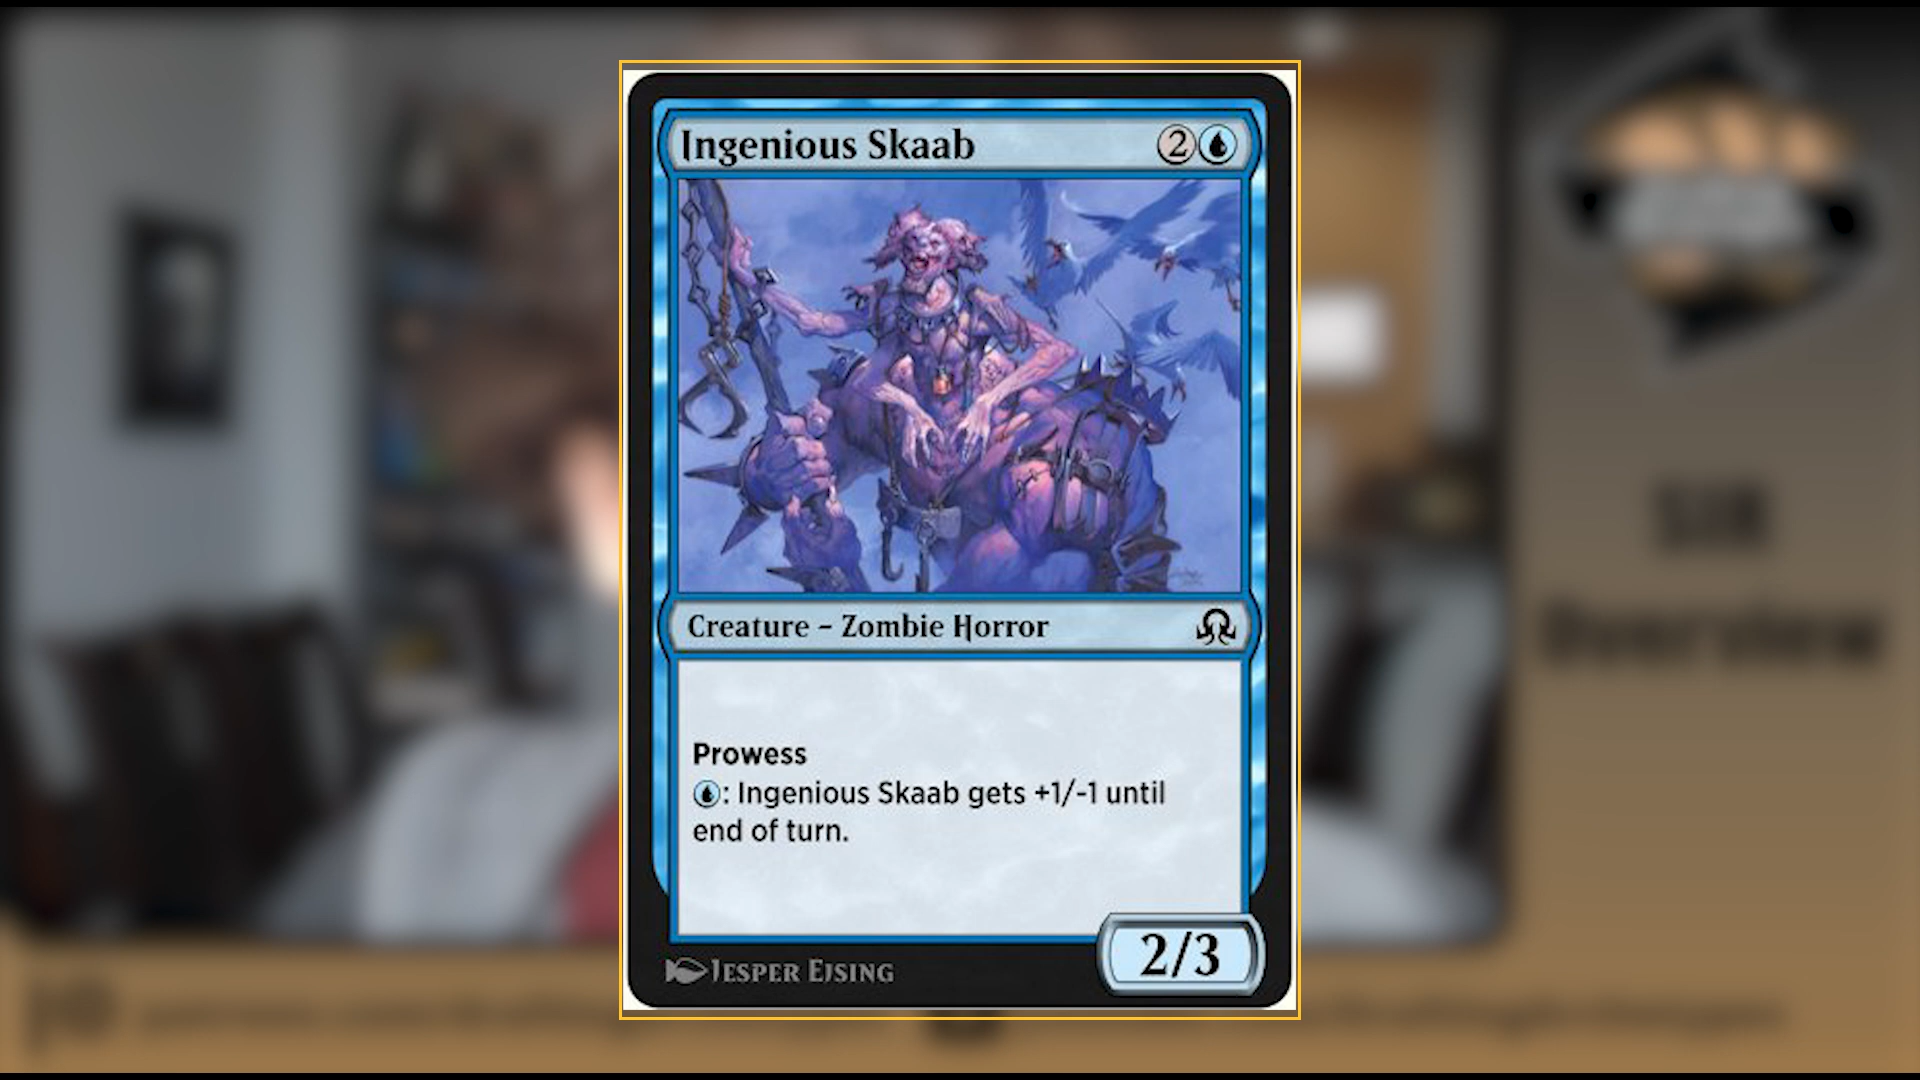 Ingenious Skaab 2
Creature – Zombie Horror
Prowess
: Ingenious Skaab gets +1/-1 until
end of turn.
2/3
Jesper Ejsing